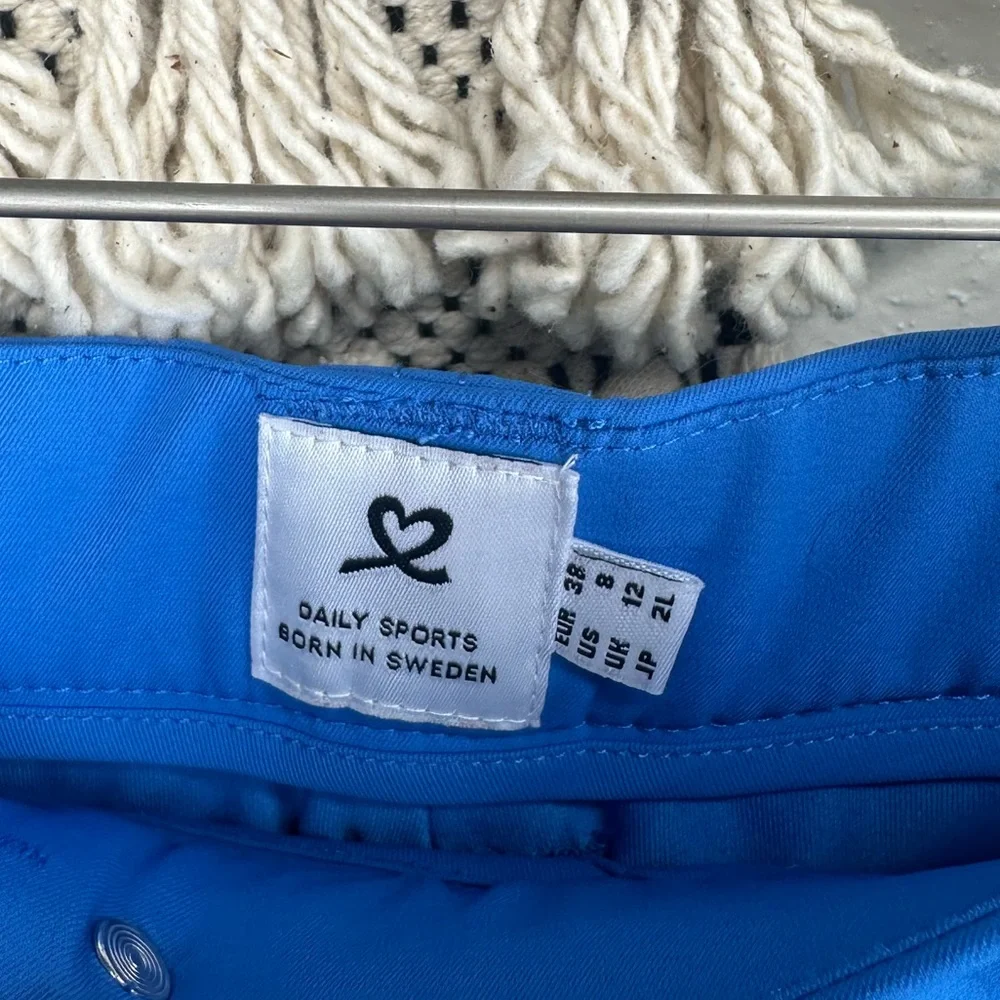 DAILY SPORTS
BORN IN SWEDEN
EUR 38
US 8
UK 12
JP 2L